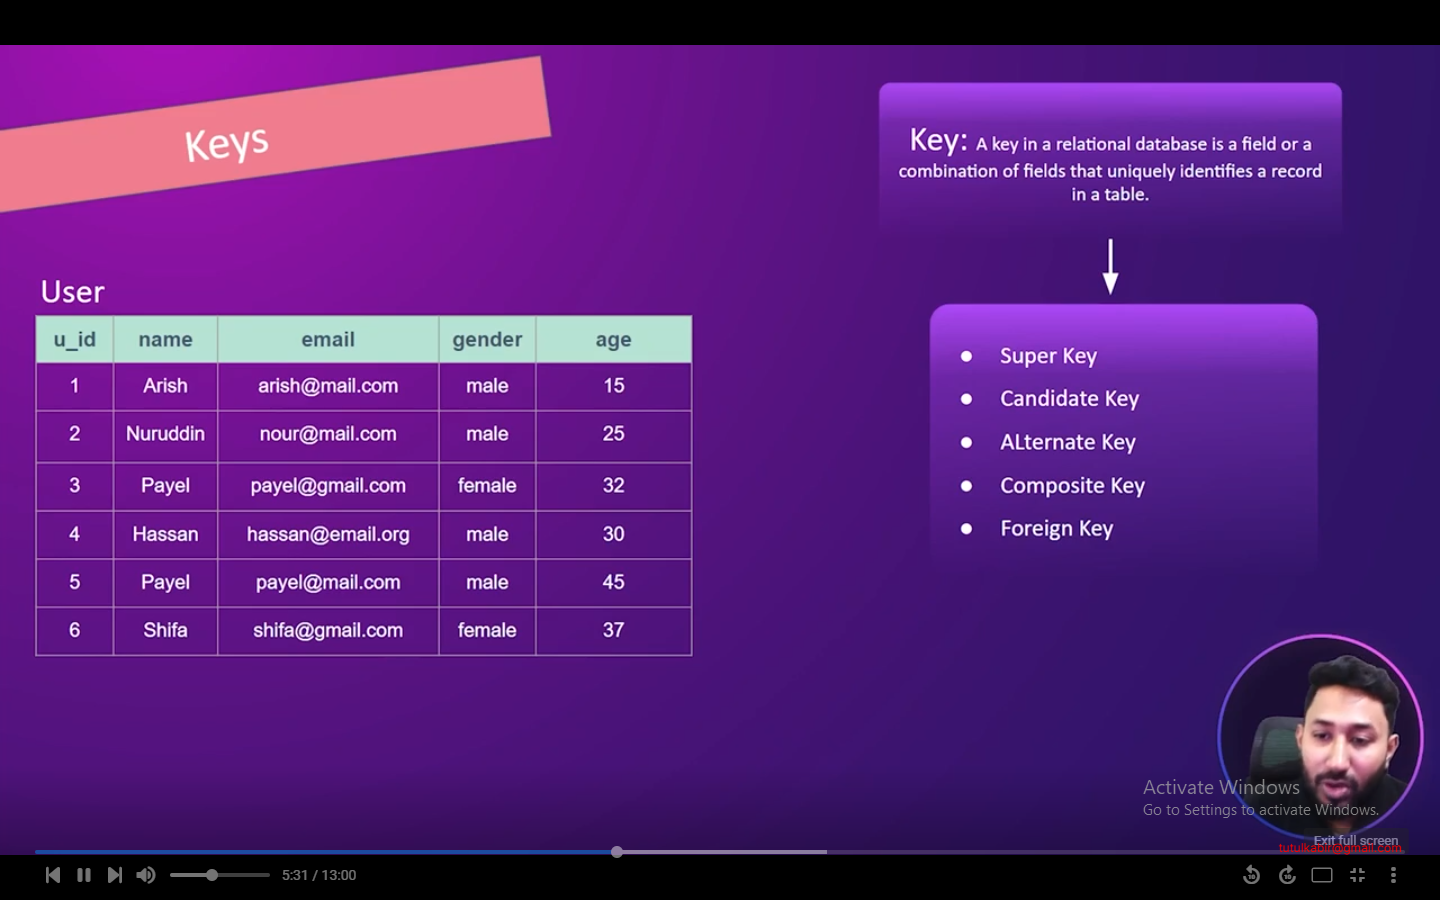 Keys
Key: A key in a relational database is a field or a
combination of fields that uniquely identifies a record
in a table.
User
u_id name email gender age
1 Arish arish@mail.com male 15
2 Nuruddin nour@mail.com male 25
3 Payel payel@gmail.com female 32
4 Hassan hassan@email.org male 30
5 Payel payel@mail.com male 45
6 Shifa shifa@gmail.com female 37
● Super Key
● Candidate Key
● ALternate Key
● Composite Key
● Foreign Key
Activate Windows
Go to Settings to activate Windows.
Exit full screen
5:31 / 13:00
10
10